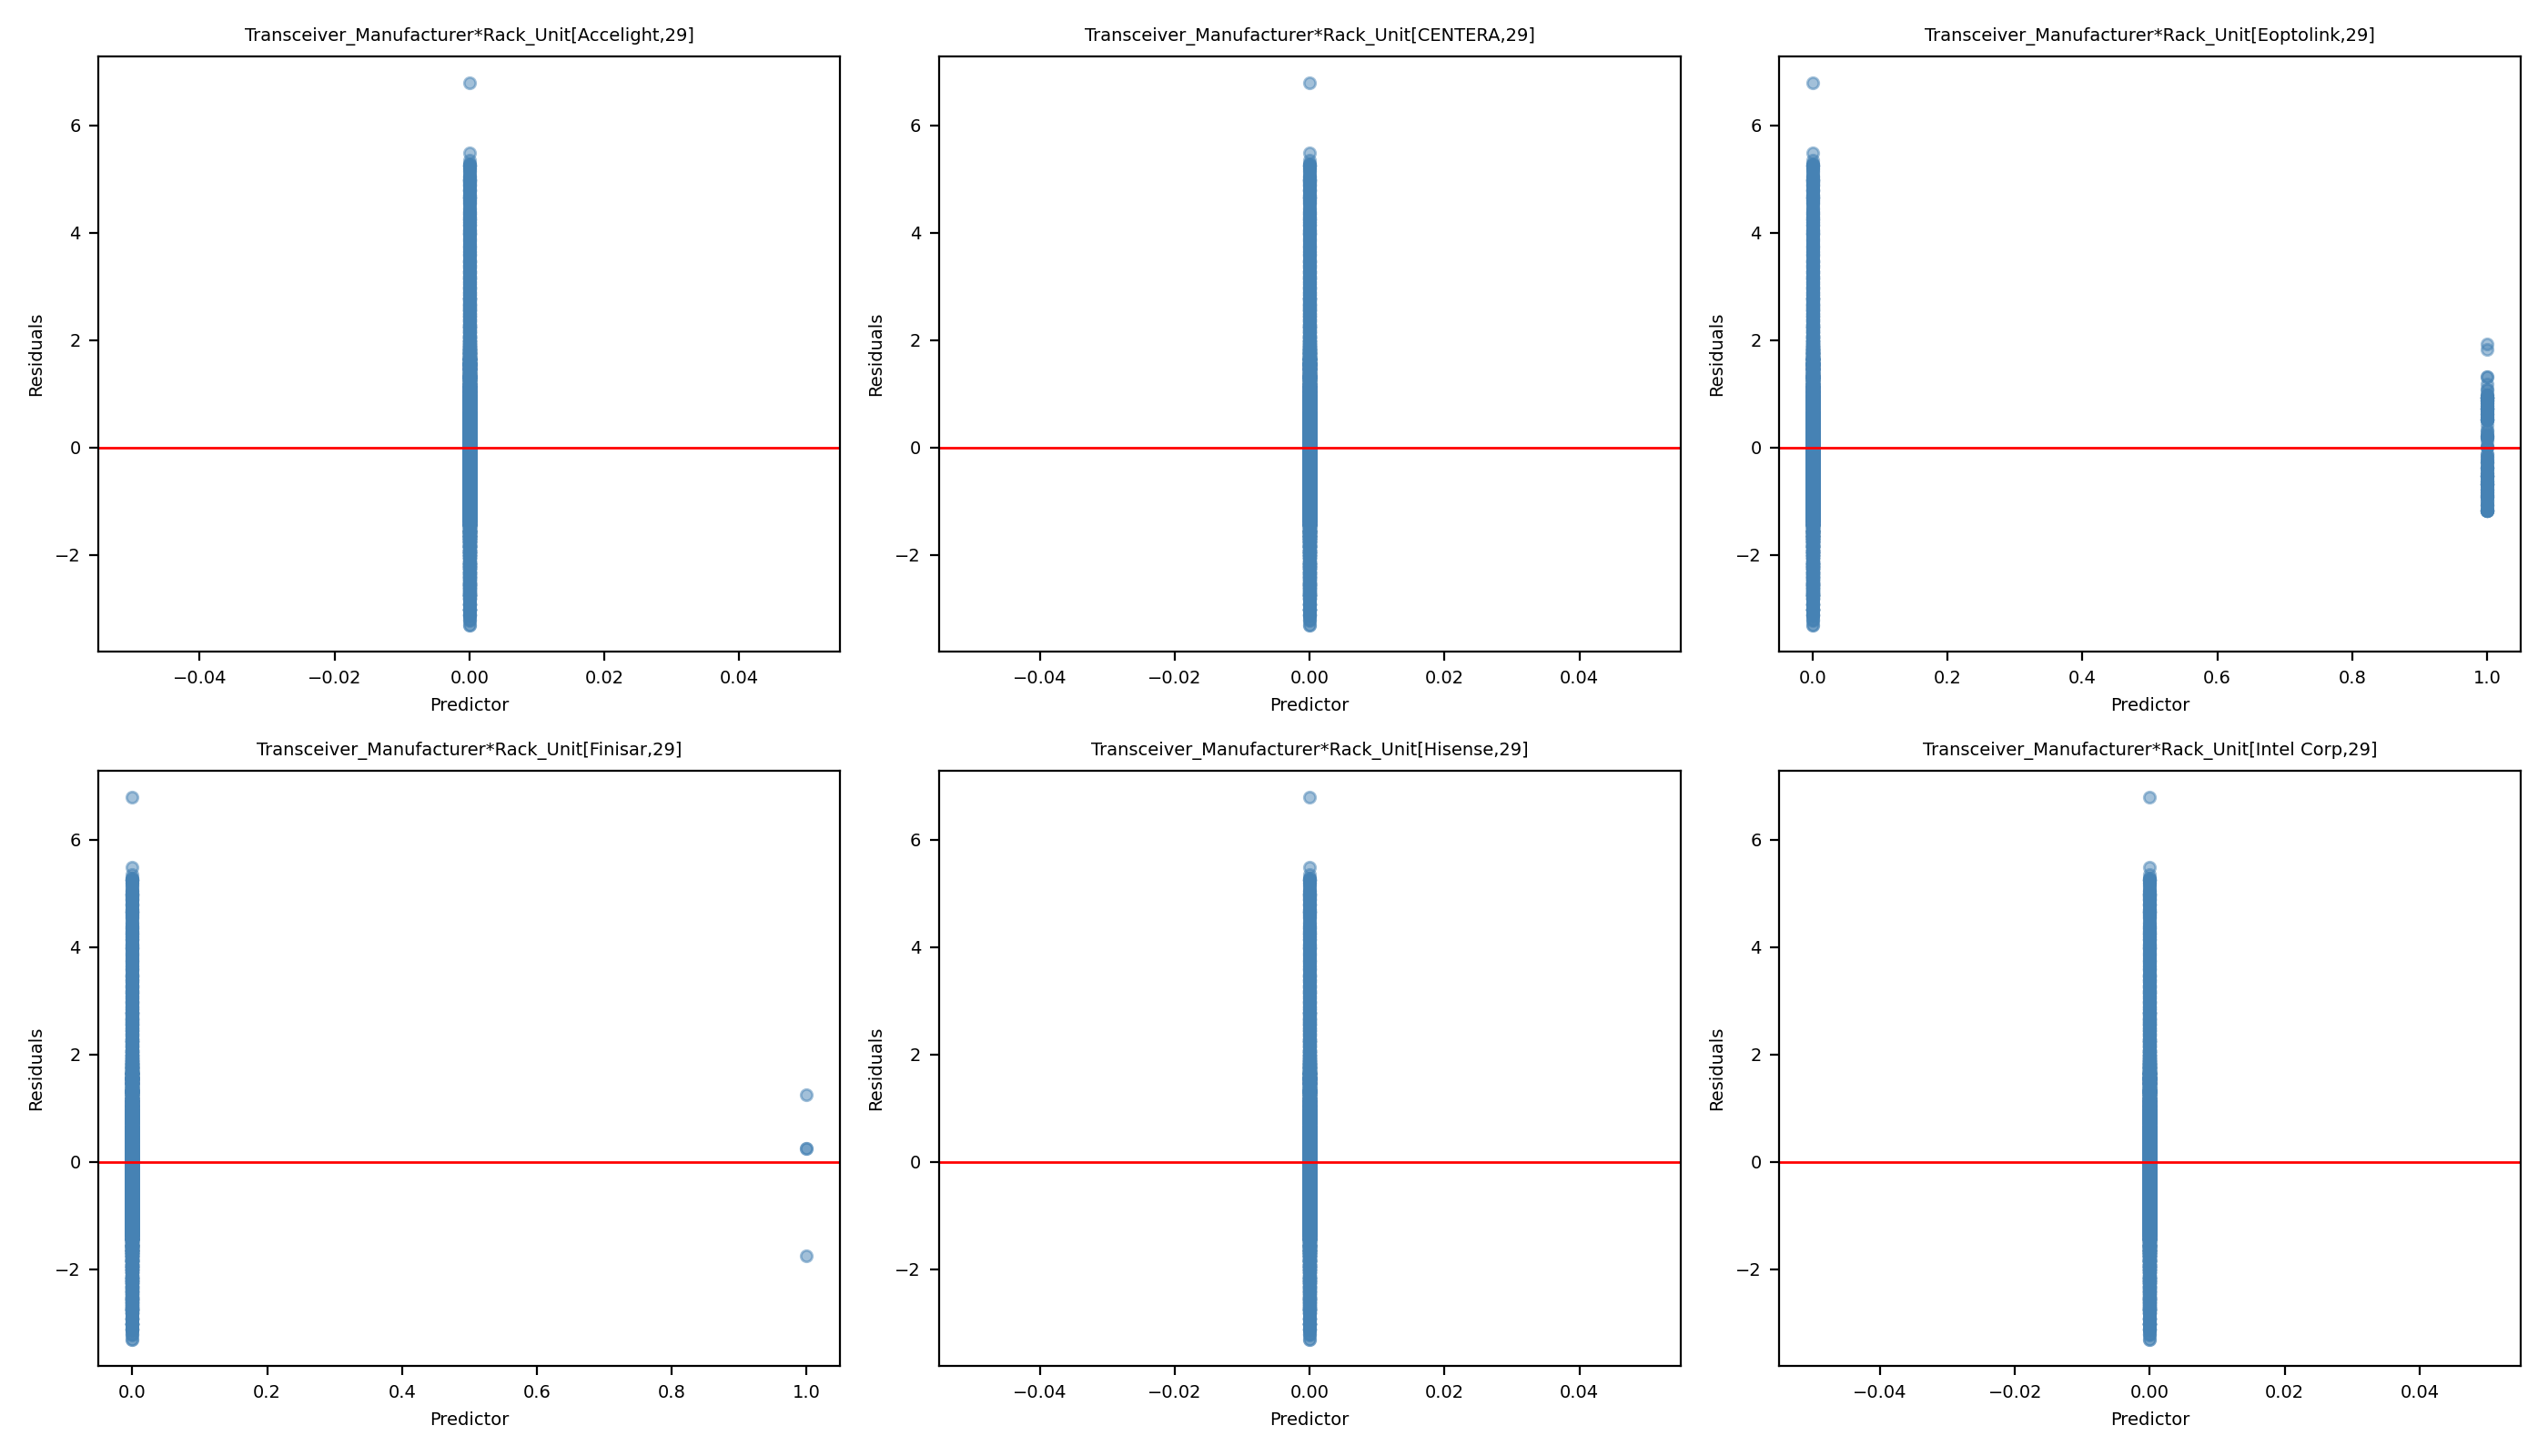 Transceiver_Manufacturer*Rack_Unit[Accelight,29]
6
4
2
0
−2
Residuals
−0.04 −0.02 0.00 0.02 0.04
Predictor
Transceiver_Manufacturer*Rack_Unit[CENTERA,29]
6
4
2
0
−2
Residuals
−0.04 −0.02 0.00 0.02 0.04
Predictor
Transceiver_Manufacturer*Rack_Unit[Eoptolink,29]
6
4
2
0
−2
Residuals
0.0 0.2 0.4 0.6 0.8 1.0
Predictor
Transceiver_Manufacturer*Rack_Unit[Finisar,29]
6
4
2
0
−2
Residuals
0.0 0.2 0.4 0.6 0.8 1.0
Predictor
Transceiver_Manufacturer*Rack_Unit[Hisense,29]
6
4
2
0
−2
Residuals
−0.04 −0.02 0.00 0.02 0.04
Predictor
Transceiver_Manufacturer*Rack_Unit[Intel Corp,29]
6
4
2
0
−2
Residuals
−0.04 −0.02 0.00 0.02 0.04
Predictor